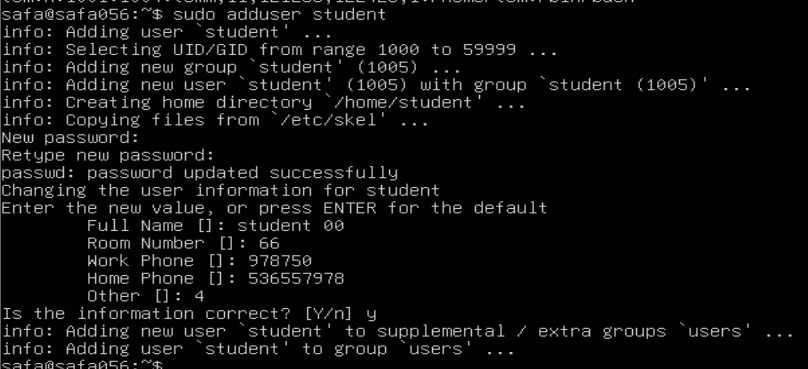 safa@safa056:~$ sudo adduser student
info: Adding user `student' ...
info: Selecting UID/GID from range 1000 to 59999 ...
info: Adding new group `student' (1005) ...
info: Adding new user `student' (1005) with group `student (1005)' ...
info: Creating home directory `/home/student' ...
info: Copying files from `/etc/skel' ...
New password:
Retype new password:
passwd: password updated successfully
Changing the user information for student
Enter the new value, or press ENTER for the default
Full Name []: student 00
Room Number []: 66
Work Phone []: 978750
Home Phone []: 536557978
Other []: 4
Is the information correct? [Y/n] y
info: Adding new user `student' to supplemental / extra groups `users' ...
info: Adding user `student' to group `users' ...
safa@safa056:~$